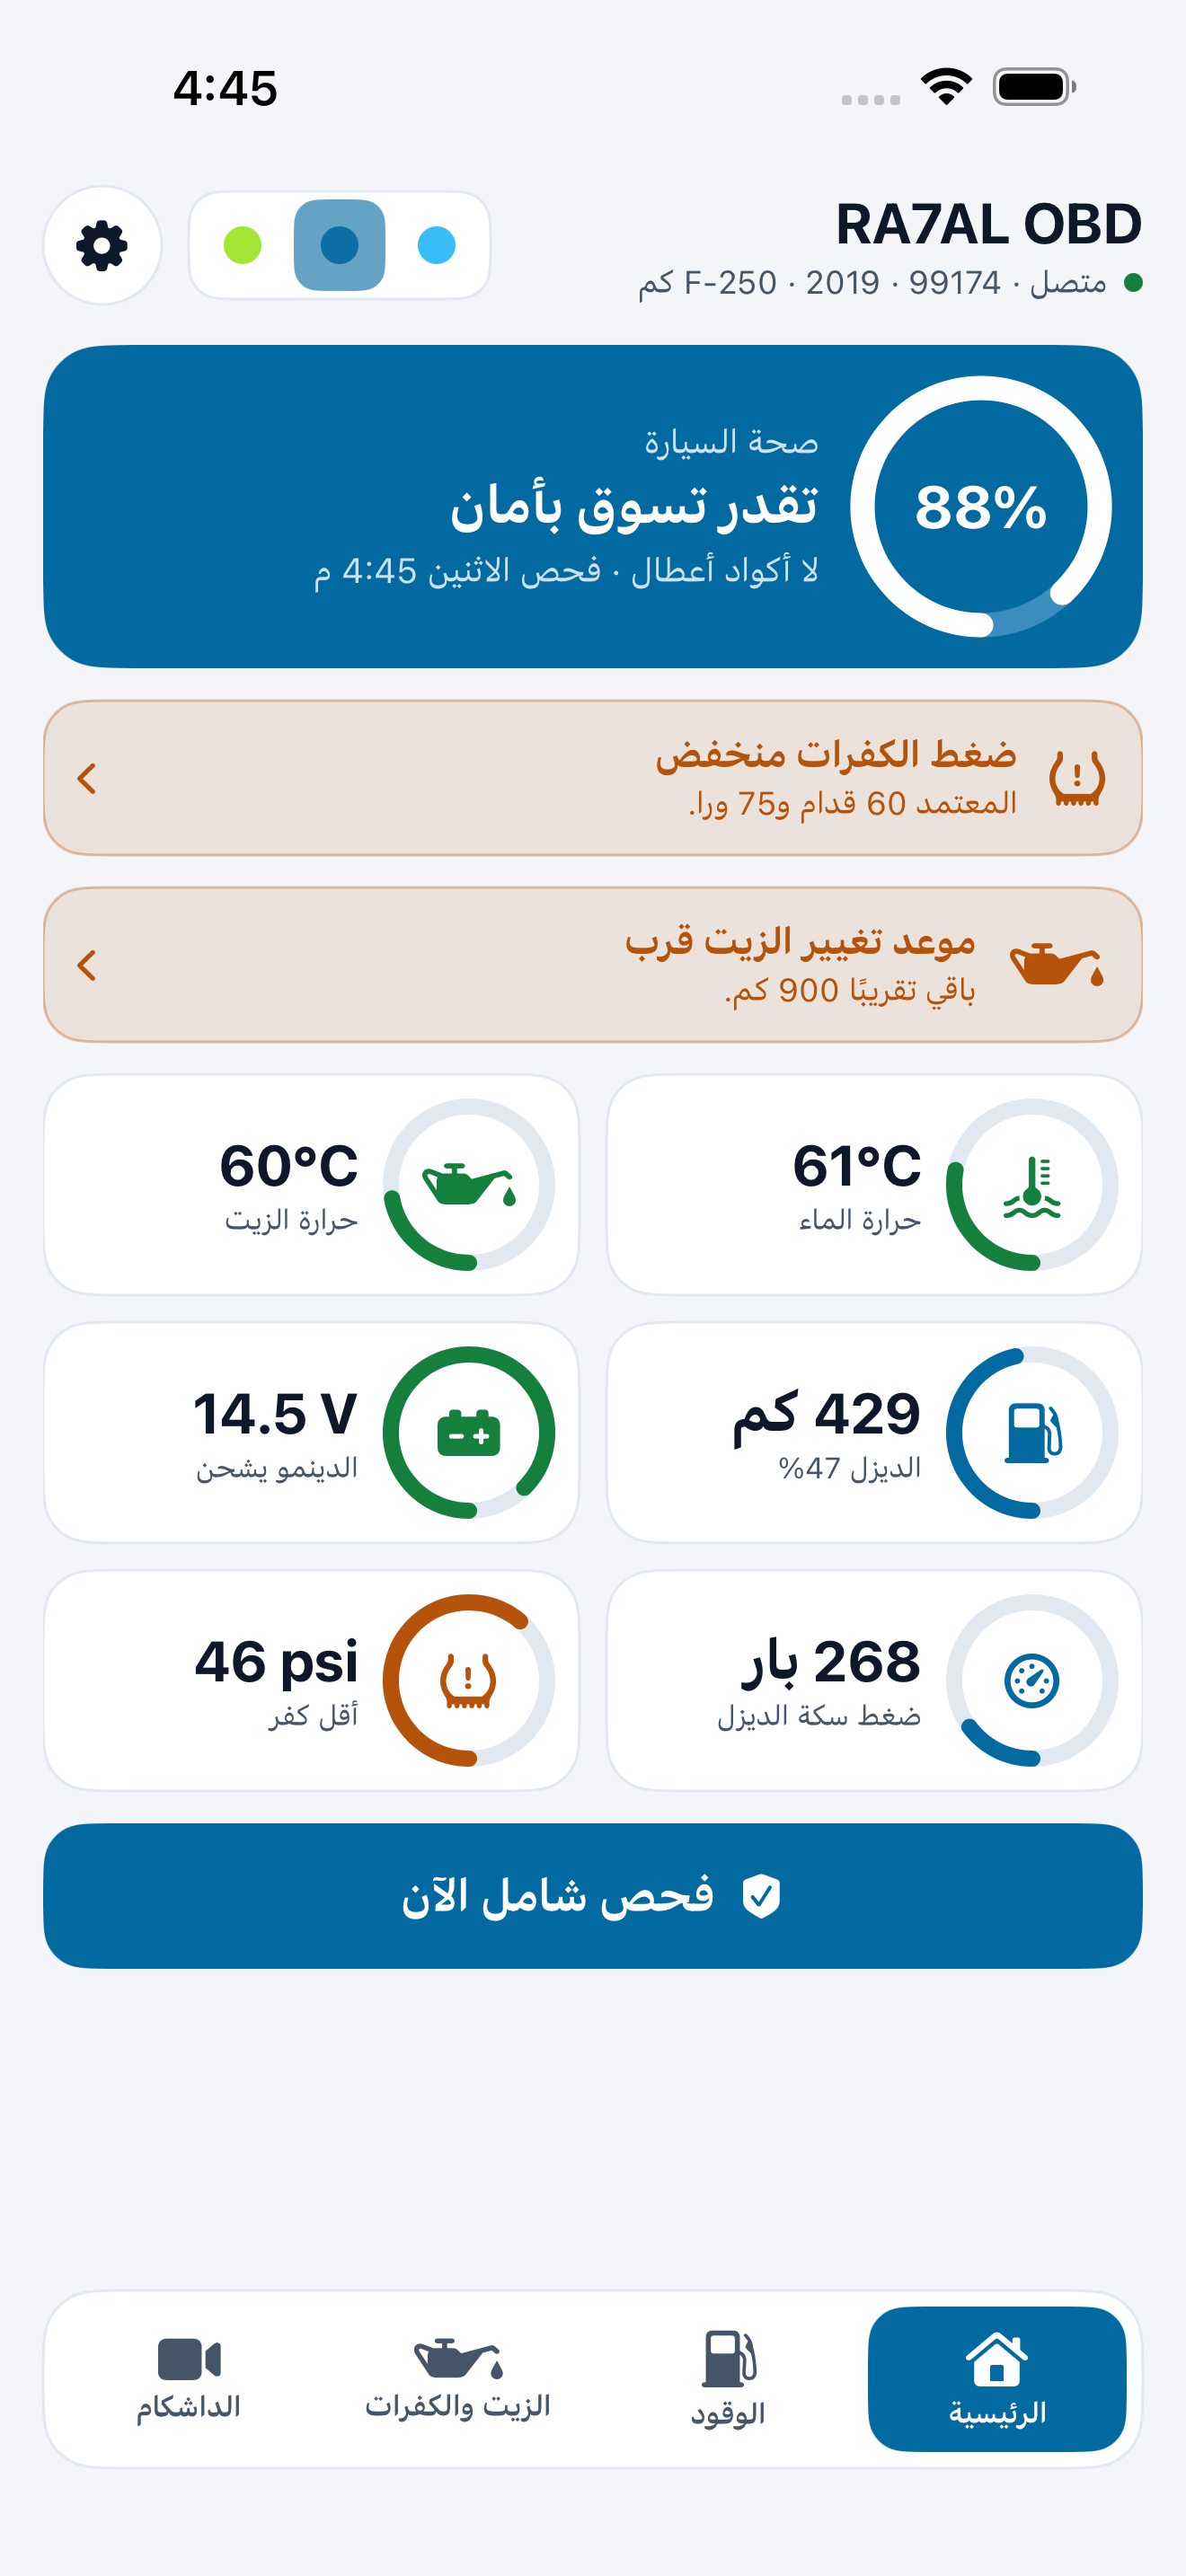 4:45
RA7AL OBD
متصل · F-250 · 2019 · 99174 كم
88%
صحة السيارة
تقدر تسوق بأمان
لا أكواد أعطال · فحص الاثنين 4:45 م
ضغط الكفرات منخفض
المعتمد 60 قدام و75 ورا.
موعد تغيير الزيت قرب
باقي تقريبًا 900 كم.
61°C
حرارة الماء
60°C
حرارة الزيت
429 كم
الديزل 47%
14.5 V
الدينمو يشحن
268 بار
ضغط سكة الديزل
46 psi
أقل كفر
فحص شامل الآن
الرئيسية
الوقود
الزيت والكفرات
الداشكام